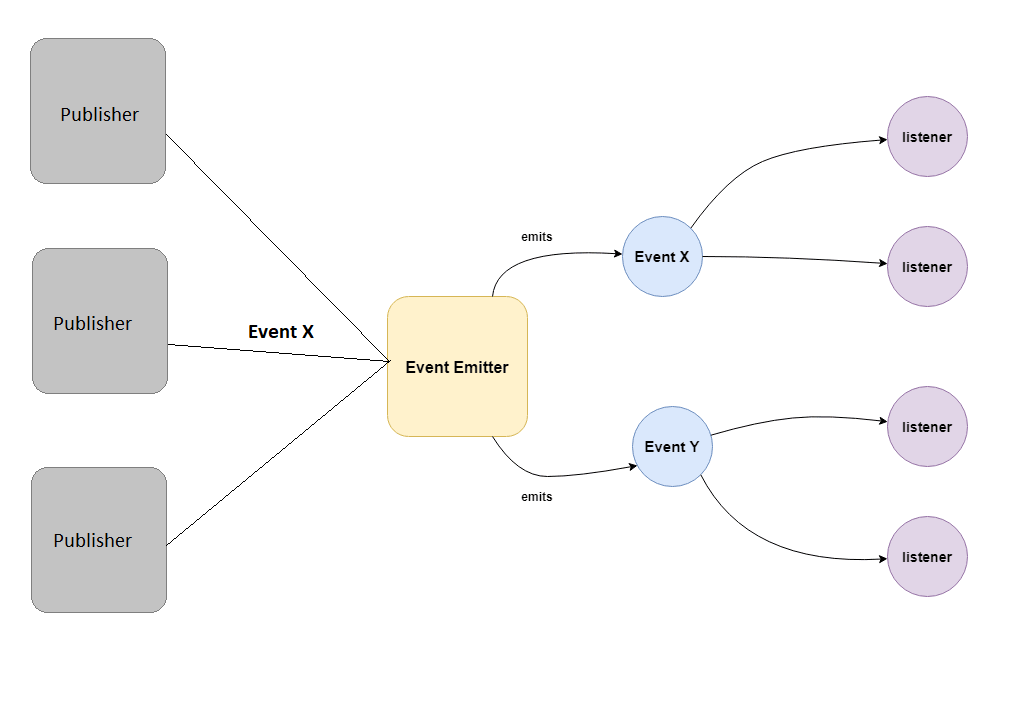 Publisher
Publisher
Publisher
Event X
Event Emitter
emits
emits
Event X
Event Y
listener
listener
listener
listener